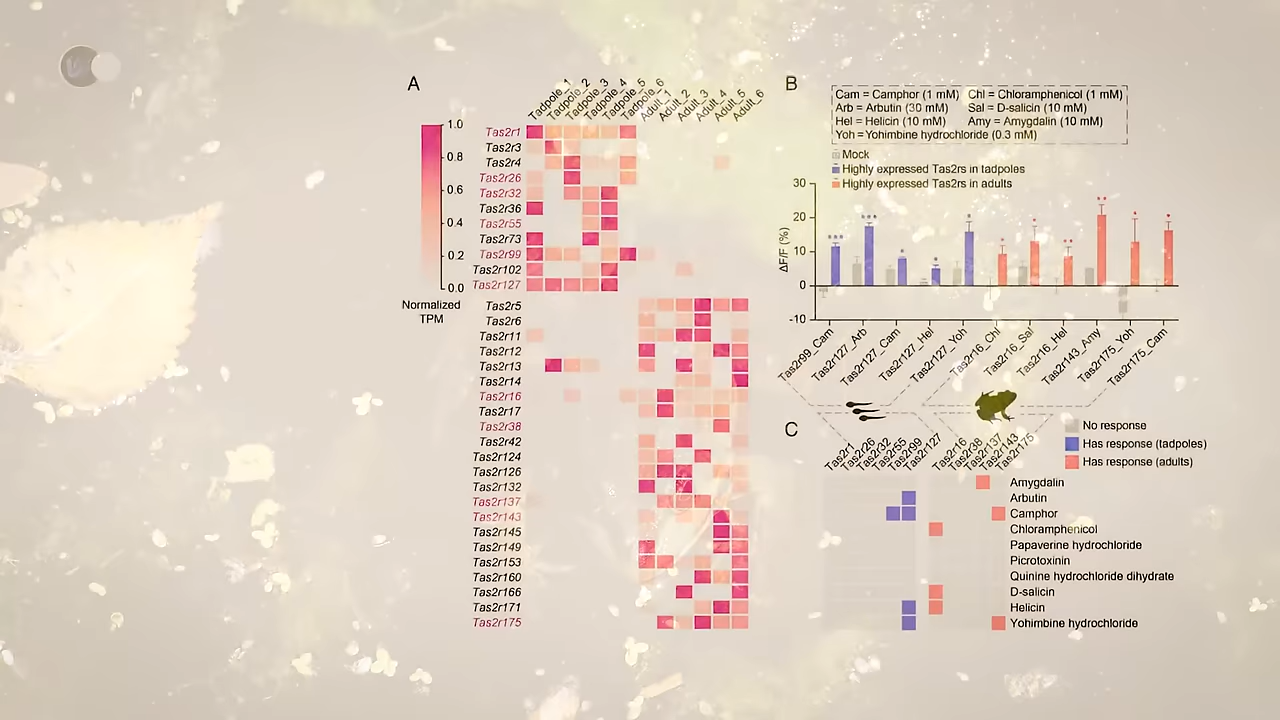 A
Tadpole_1
Tadpole_2
Tadpole_3
Tadpole_4
Tadpole_5
Tadpole_6
Adult_1
Adult_2
Adult_3
Adult_4
Adult_5
Adult_6
1.0
0.8
0.6
0.4
0.2
0.0
Normalized
TPM
Tas2r1
Tas2r3
Tas2r4
Tas2r26
Tas2r32
Tas2r36
Tas2r55
Tas2r73
Tas2r99
Tas2r102
Tas2r127
Tas2r5
Tas2r6
Tas2r11
Tas2r12
Tas2r13
Tas2r14
Tas2r16
Tas2r17
Tas2r38
Tas2r42
Tas2r124
Tas2r126
Tas2r132
Tas2r137
Tas2r143
Tas2r145
Tas2r149
Tas2r153
Tas2r160
Tas2r166
Tas2r171
Tas2r175
B
Cam = Camphor (1 mM) Chl = Chloramphenicol (1 mM)
Arb = Arbutin (30 mM) Sal = D-salicin (10 mM)
Hel = Helicin (10 mM) Amy = Amygdalin (10 mM)
Yoh = Yohimbine hydrochloride (0.3 mM)
Mock
Highly expressed Tas2rs in tadpoles
Highly expressed Tas2rs in adults
ΔF/F (%)
30
20
10
0
-10
*** *** * * * * * ** ** * *
Tas2r99_Cam
Tas2r127_Arb
Tas2r127_Cam
Tas2r127_Hel
Tas2r127_Yoh
Tas2r16_Chl
Tas2r16_Sal
Tas2r16_Hel
Tas2r143_Amy
Tas2r175_Yoh
Tas2r175_Cam
C
No response
Has response (tadpoles)
Has response (adults)
Tas2r1
Tas2r26
Tas2r32
Tas2r55
Tas2r99
Tas2r127
Tas2r16
Tas2r38
Tas2r137
Tas2r143
Tas2r175
Amygdalin
Arbutin
Camphor
Chloramphenicol
Papaverine hydrochloride
Picrotoxinin
Quinine hydrochloride dihydrate
D-salicin
Helicin
Yohimbine hydrochloride